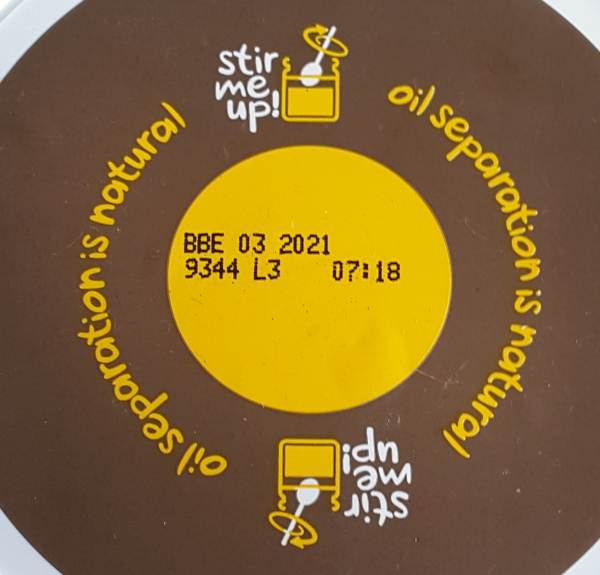 stir
me
up!
oil separation is natural
oil separation is natural
BBE 03 2021
9344 L3 07:18
stir
me
up!